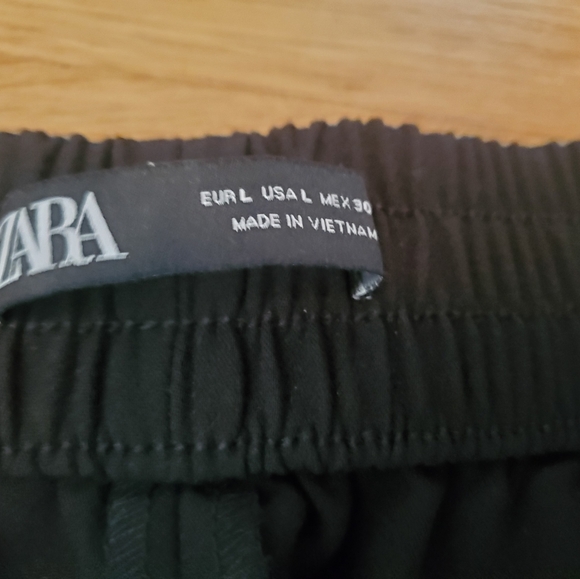 ZARA
EUR L USA L MEX 30
MADE IN VIETNAM